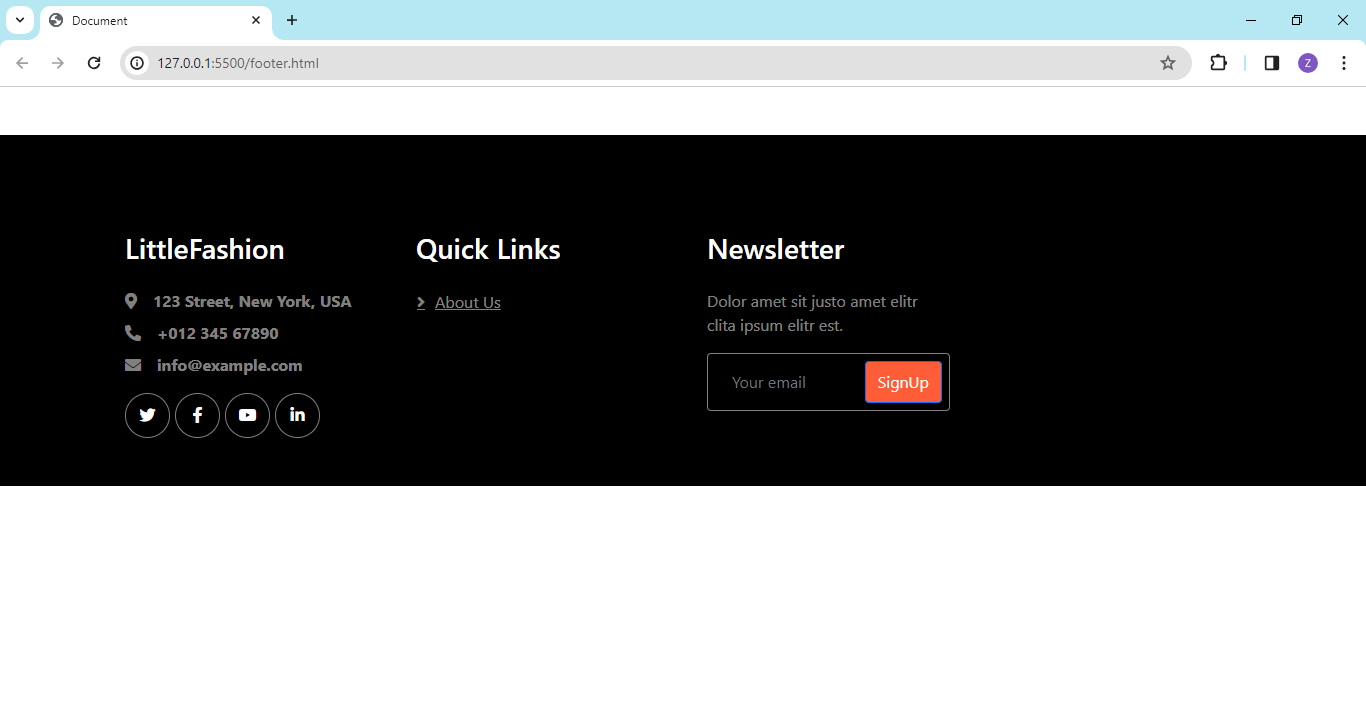 Document
127.0.0.1:5500/footer.html
Z
LittleFashion
123 Street, New York, USA
+012 345 67890
info@example.com
Quick Links
About Us
Newsletter
Dolor amet sit justo amet elitr
clita ipsum elitr est.
Your email
SignUp